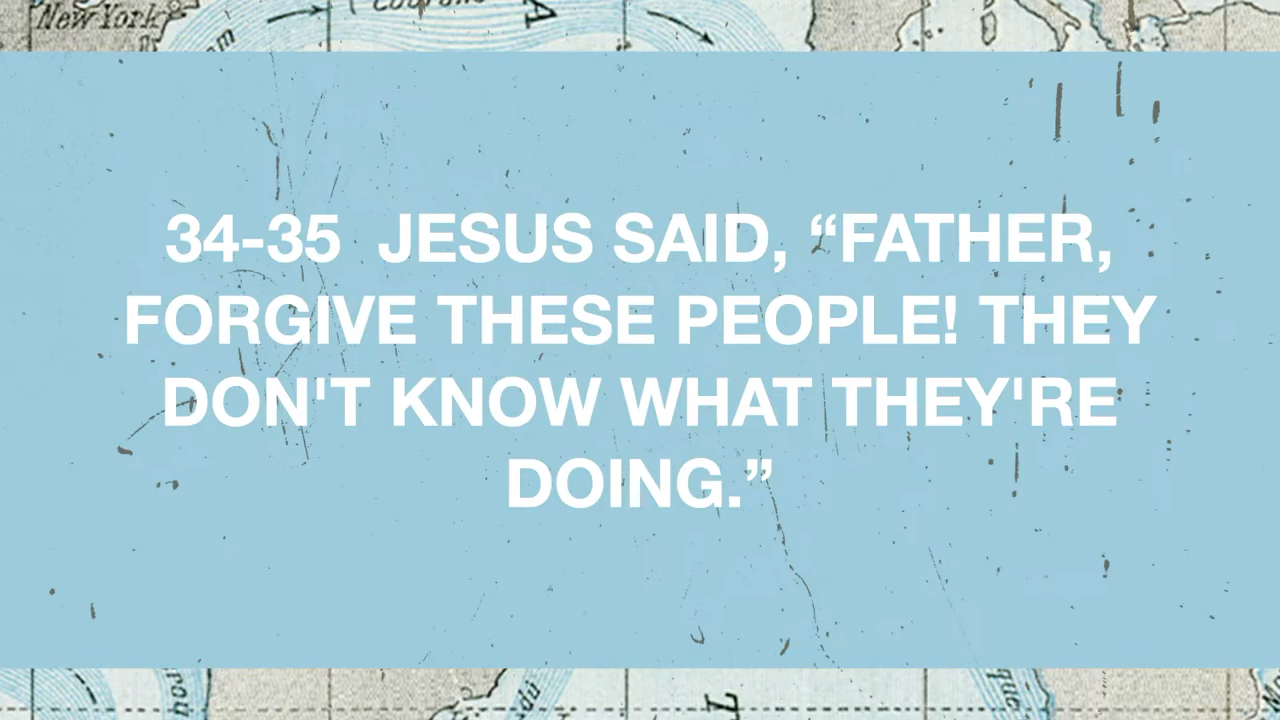 New York
A
34-35  JESUS SAID, “FATHER,
FORGIVE THESE PEOPLE! THEY
DON'T KNOW WHAT THEY'RE
DOING.”
T